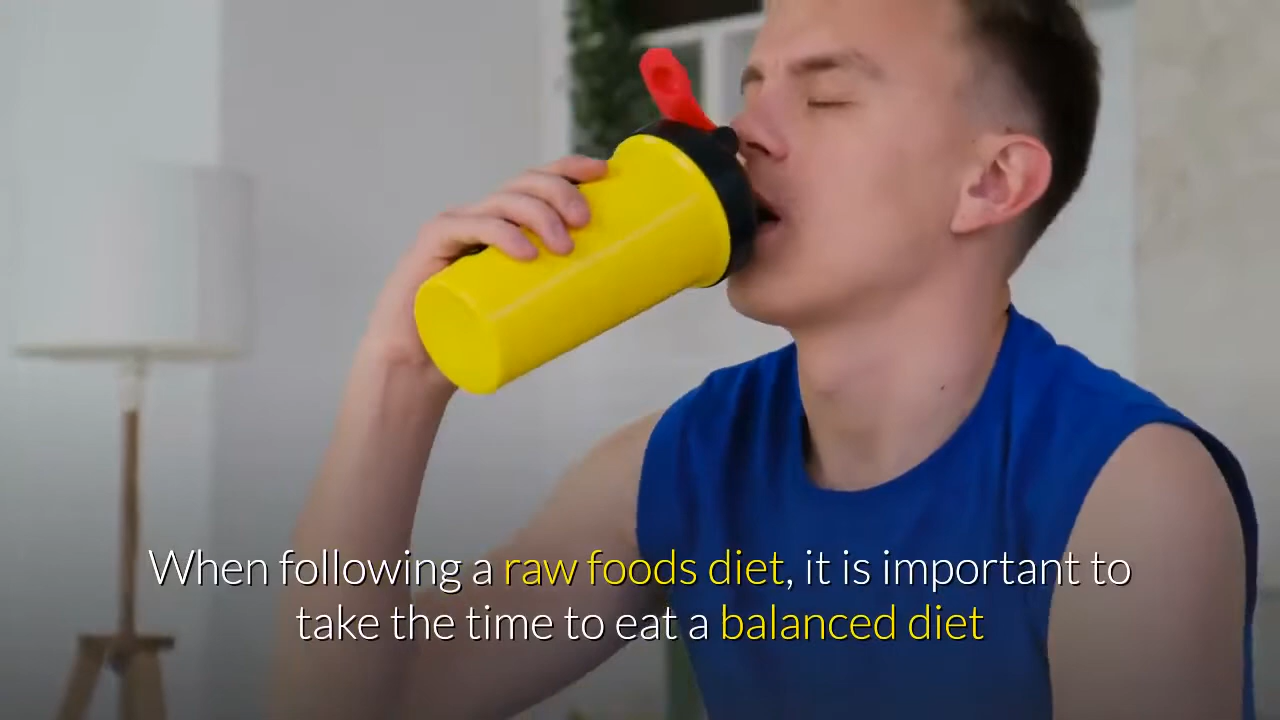 When following a raw foods diet, it is important to
take the time to eat a balanced diet